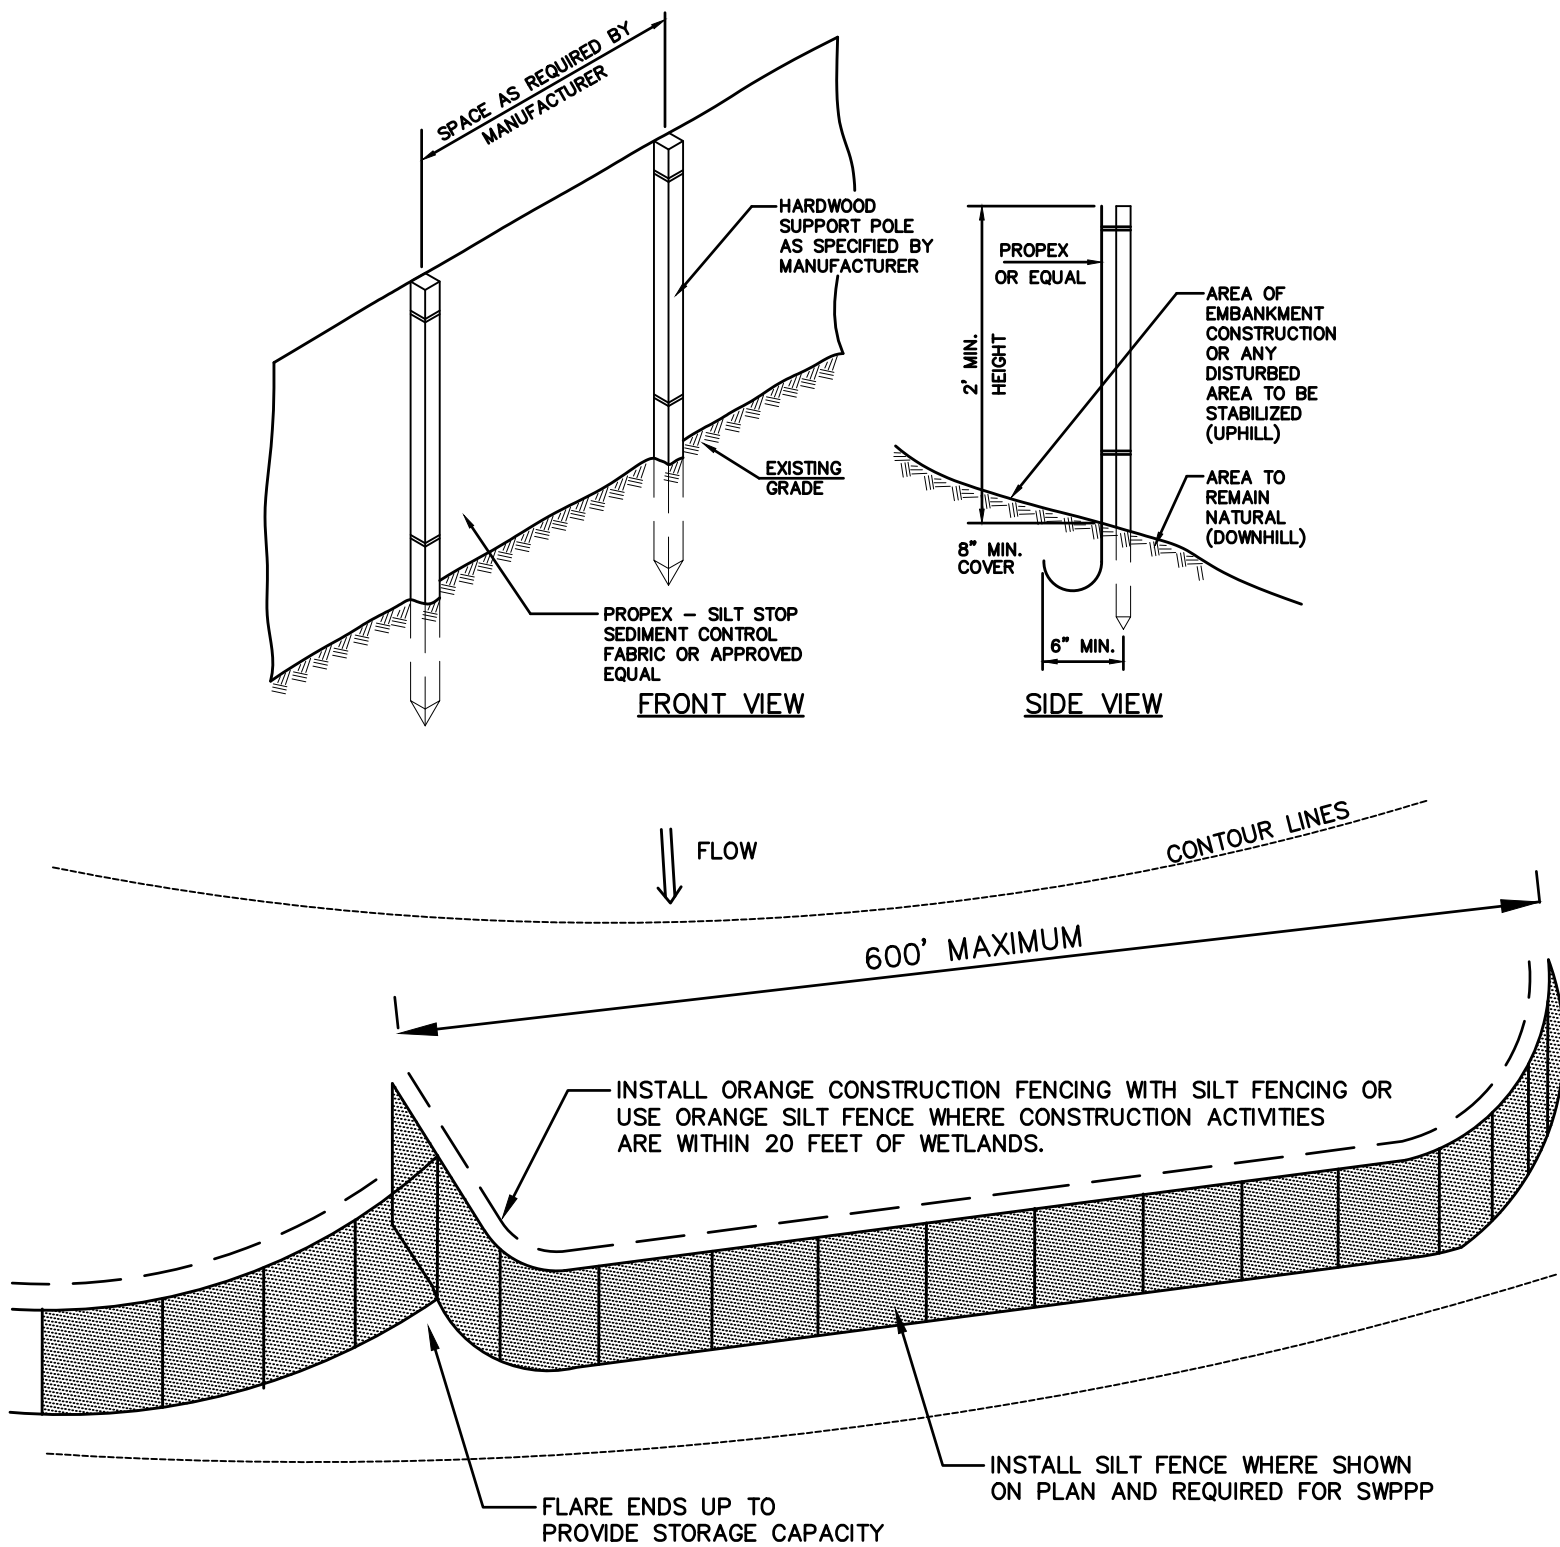 SPACE AS REQUIRED BY
MANUFACTURER
HARDWOOD
SUPPORT POLE
AS SPECIFIED BY
MANUFACTURER
EXISTING
GRADE
PROPEX – SILT STOP
SEDIMENT CONTROL
FABRIC OR APPROVED
EQUAL
FRONT VIEW
PROPEX
OR EQUAL
2' MIN.
HEIGHT
AREA OF
EMBANKMENT
CONSTRUCTION
OR ANY
DISTURBED
AREA TO BE
STABILIZED
(UPHILL)
AREA TO
REMAIN
NATURAL
(DOWNHILL)
8" MIN.
COVER
6" MIN.
SIDE VIEW
FLOW
CONTOUR LINES
600' MAXIMUM
INSTALL ORANGE CONSTRUCTION FENCING WITH SILT FENCING OR
USE ORANGE SILT FENCE WHERE CONSTRUCTION ACTIVITIES
ARE WITHIN 20 FEET OF WETLANDS.
INSTALL SILT FENCE WHERE SHOWN
ON PLAN AND REQUIRED FOR SWPPP
FLARE ENDS UP TO
PROVIDE STORAGE CAPACITY